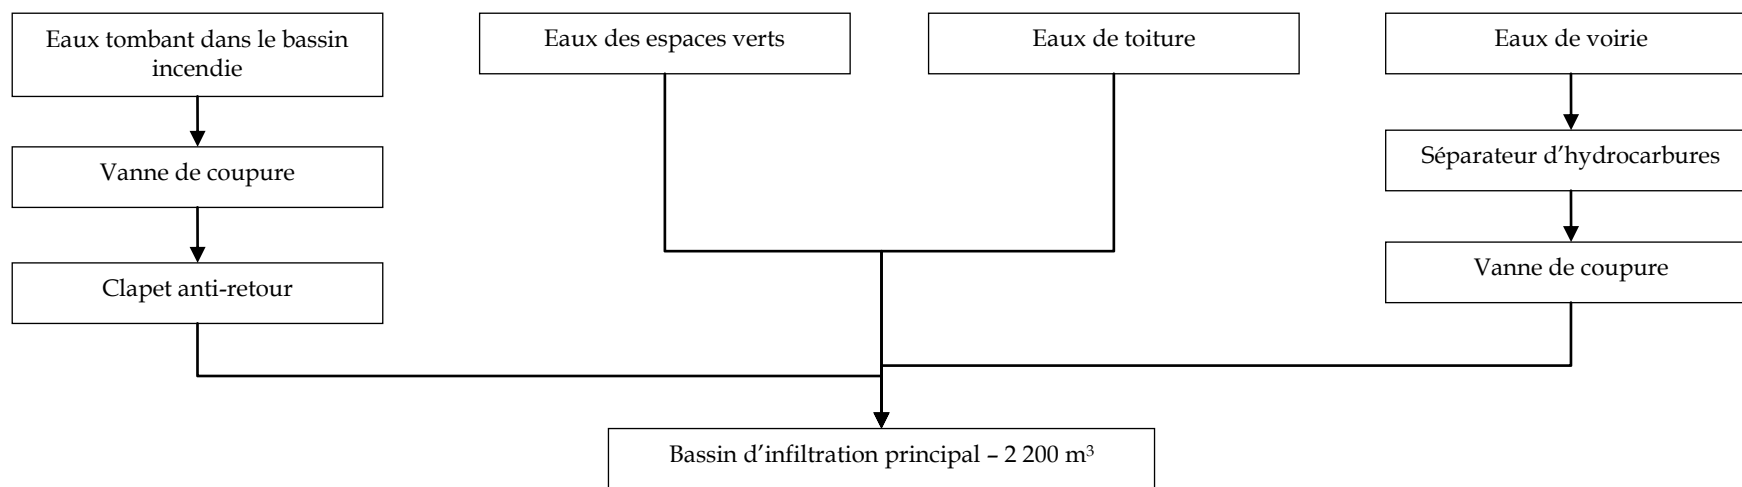 Eaux tombant dans le bassin
incendie
Eaux des espaces verts
Eaux de toiture
Eaux de voirie
Vanne de coupure
Séparateur d’hydrocarbures
Clapet anti-retour
Vanne de coupure
Bassin d’infiltration principal – 2 200 m³